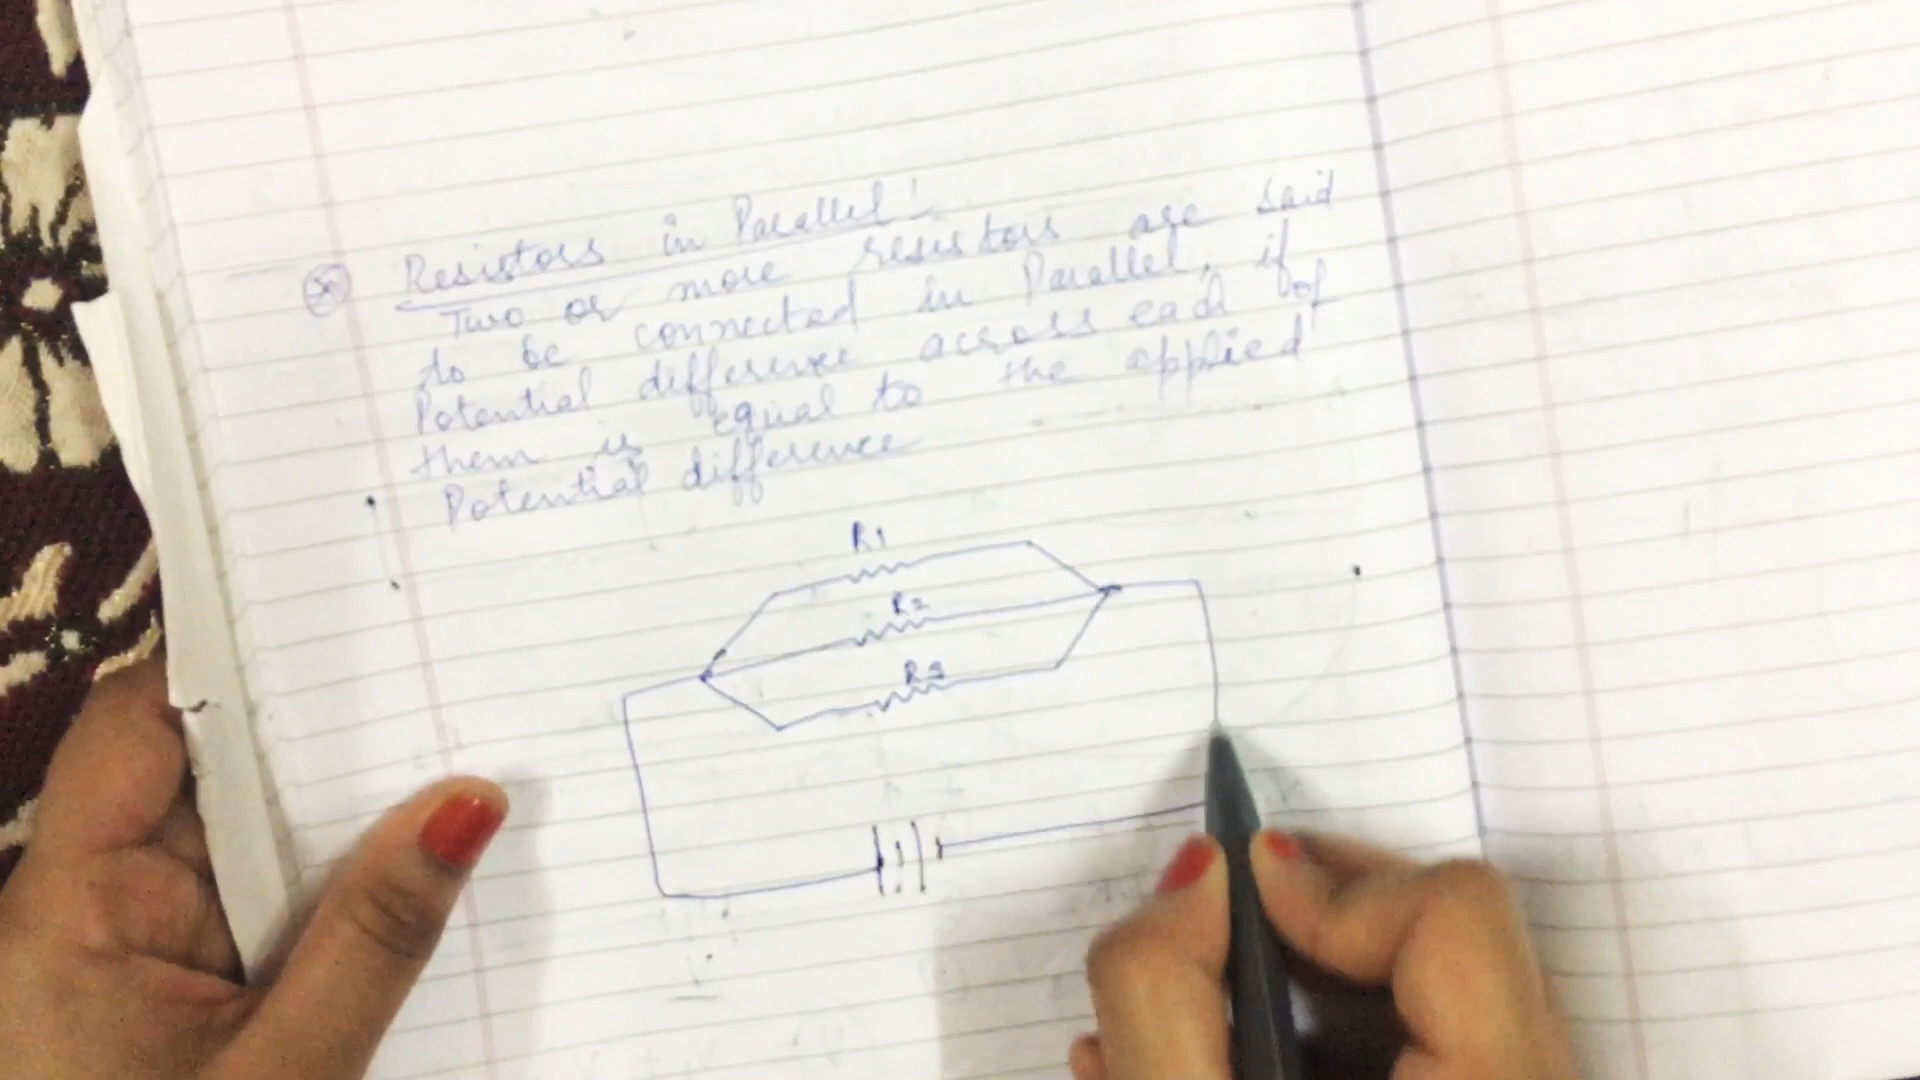 Resistors in Parallel:
Two or more resistors are said
to be connected in Parallel, if
Potential difference across each of
them is equal to the applied
Potential difference
R1
R2
R3